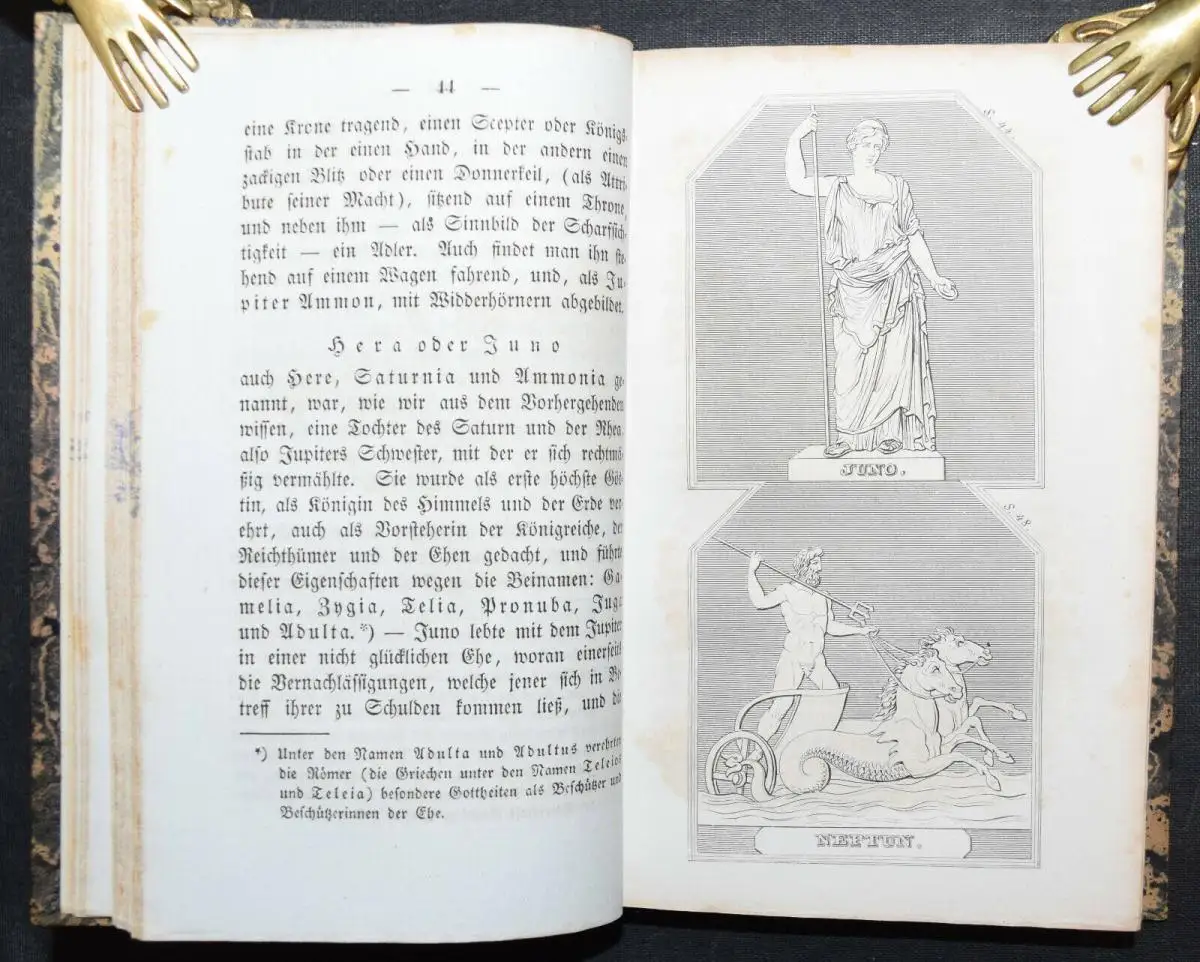 — 44 —
eine Krone tragend, einen Scepter oder Königs-
stab in der einen Hand, in der andern einen
zackigen Blitz oder einen Donnerkeil, (als Attri-
bute seiner Macht), sitzend auf einem Throne,
und neben ihm — als Sinnbild der Scharfsich-
tigkeit — ein Adler. Auch findet man ihn ste-
hend auf einem Wagen fahrend, und, als Ju-
piter Ammon, mit Widderhörnern abgebildet.
Hera oder Juno
auch Here, Saturnia und Ammonia ge-
nannt, war, wie wir aus dem Vorhergehenden
wissen, eine Tochter des Saturn und der Rhea,
also Jupiters Schwester, mit der er sich rechtmä-
ßig vermählte. Sie wurde als erste höchste Göt-
tin, als Königin des Himmels und der Erde ver-
ehrt, auch als Vorsteherin der Königreiche, der
Reichthümer und der Ehen gedacht, und führte
dieser Eigenschaften wegen die Beinamen: Ga-
melia, Zygia, Telia, Pronuba, Juga
und Adulta.*) — Juno lebte mit dem Jupiter
in einer nicht glücklichen Ehe, woran einerseits
die Vernachlässigungen, welche jener sich in Be-
treff ihrer zu Schulden kommen ließ, und die
*) Unter den Namen Adulta und Adultus verehrten
die Römer (die Griechen unter den Namen Teleios
und Teleia) besondere Gottheiten als Beschützer und
Beschützerinnen der Ehe.
S. 44.
JUNO.
S. 48.
NEPTUN.